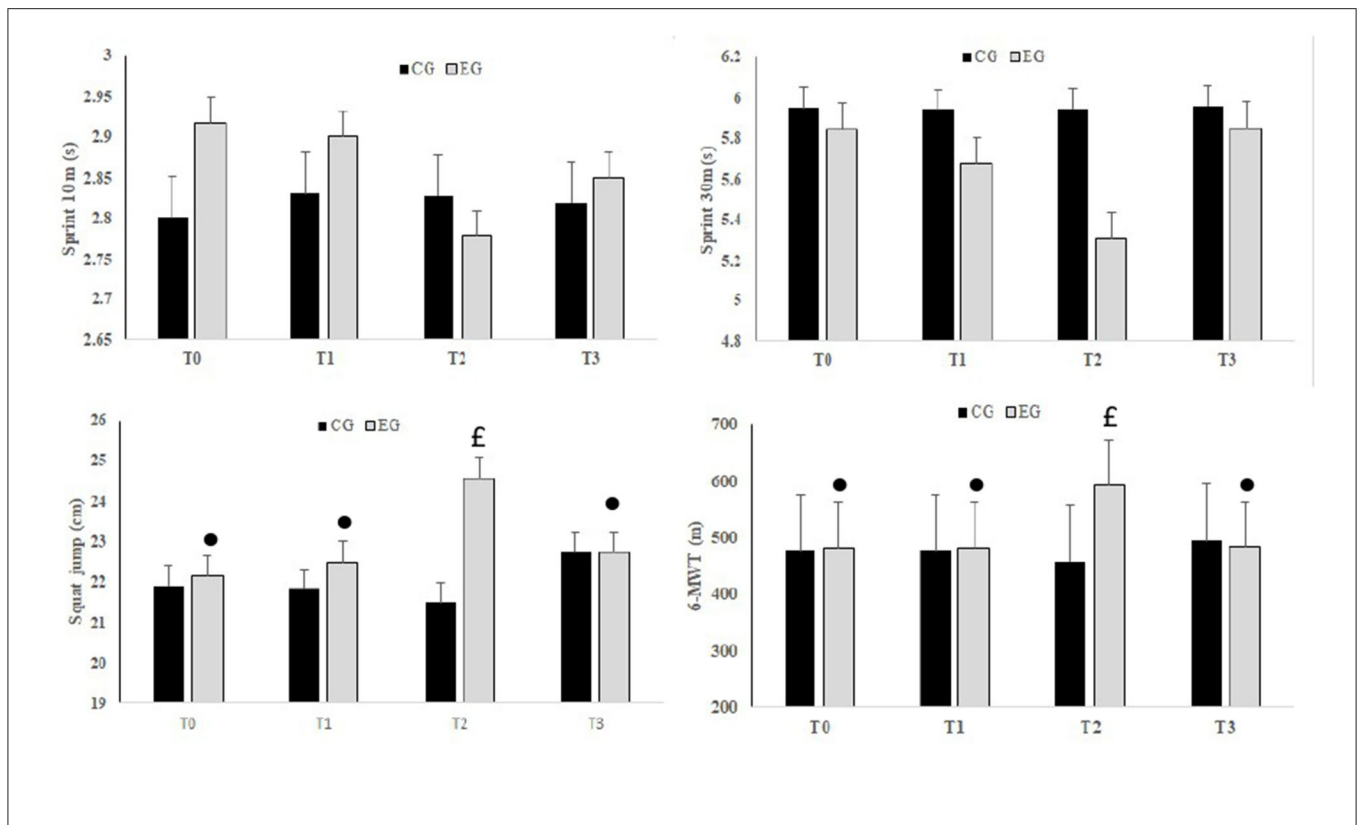 3
2.95
2.9
2.85
2.8
2.75
2.7
2.65
Sprint 10 m (s)
CG EG
T0 T1 T2 T3
6.2
6
5.8
5.6
5.4
5.2
5
4.8
Sprint 30m (s)
CG EG
T0 T1 T2 T3
26
25
24
23
22
21
20
19
Squat jump (cm)
CG EG
£
T0 T1 T2 T3
700
600
500
400
300
200
6-MWT (m)
CG EG
£
T0 T1 T2 T3